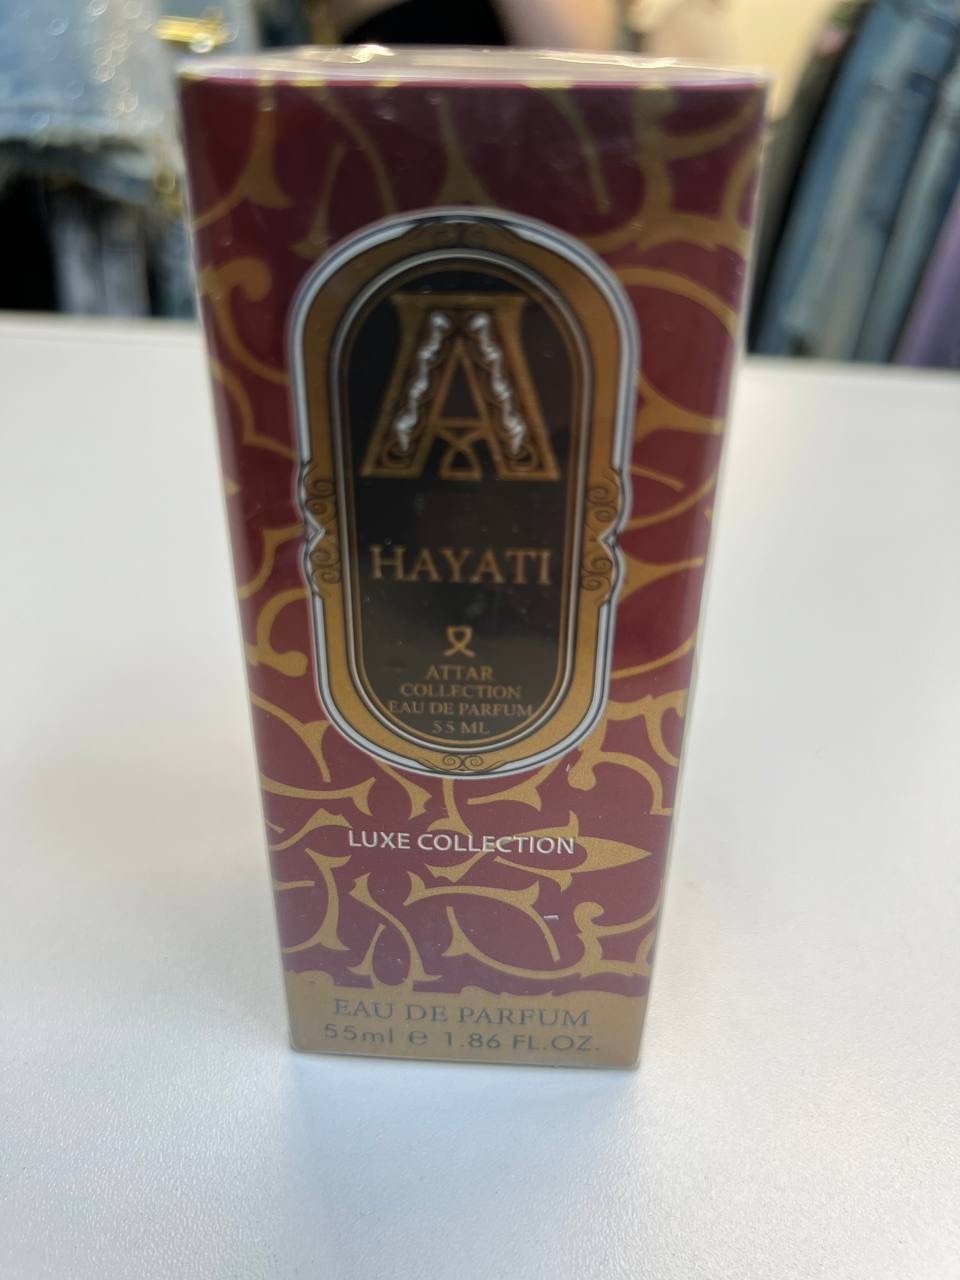 A
HAYATI
ATTAR
COLLECTION
EAU DE PARFUM
55 ML
LUXE COLLECTION
EAU DE PARFUM
55ml e 1.86 FL.OZ.